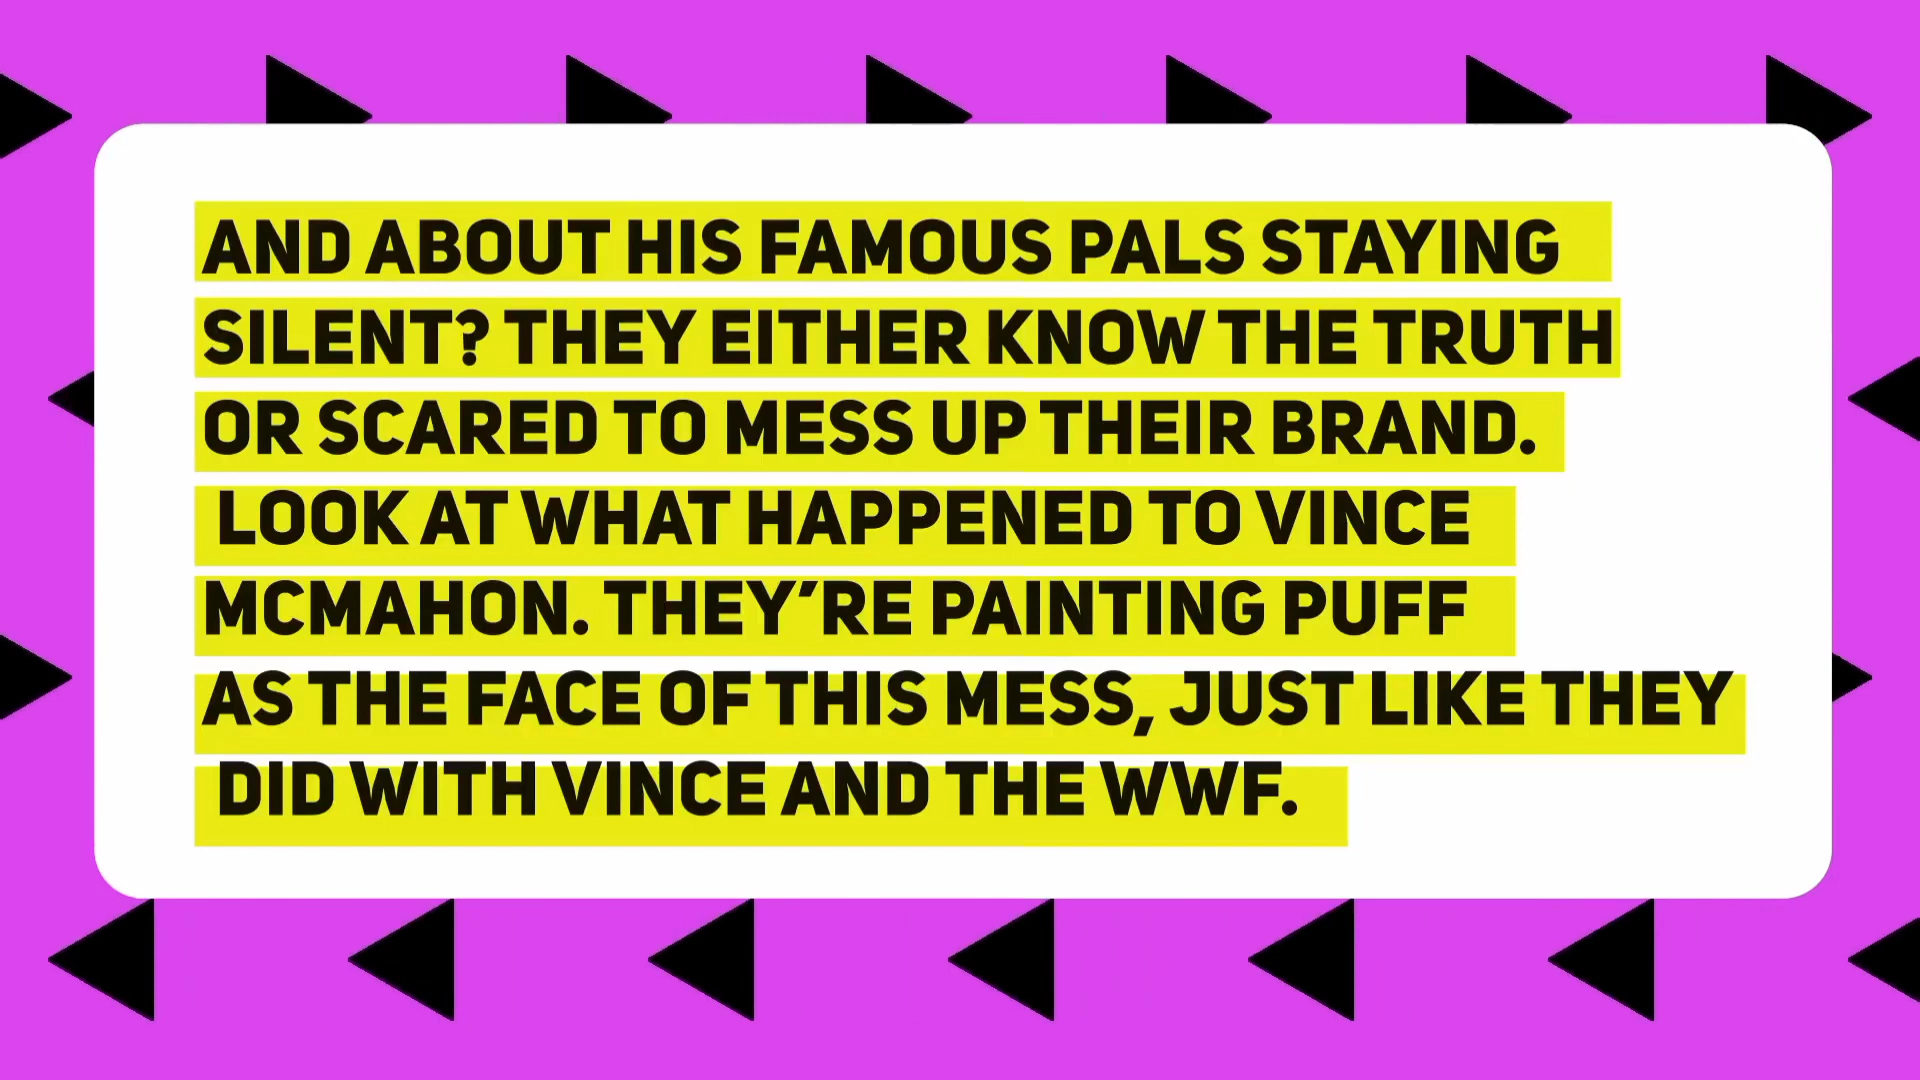 AND ABOUT HIS FAMOUS PALS STAYING
SILENT? THEY EITHER KNOW THE TRUTH
OR SCARED TO MESS UP THEIR BRAND.
LOOK AT WHAT HAPPENED TO VINCE
MCMAHON. THEY’RE PAINTING PUFF
AS THE FACE OF THIS MESS, JUST LIKE THEY
DID WITH VINCE AND THE WWF.